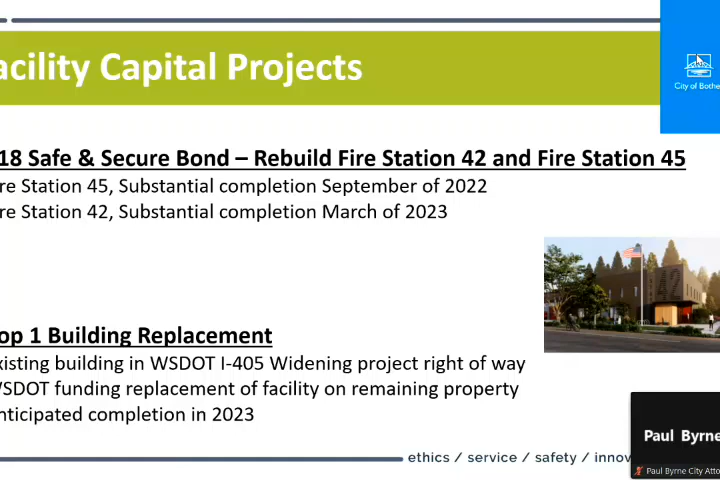 acility Capital Projects
City of Bothe
18 Safe & Secure Bond – Rebuild Fire Station 42 and Fire Station 45
re Station 45, Substantial completion September of 2022
re Station 42, Substantial completion March of 2023
42
op 1 Building Replacement
xisting building in WSDOT I-405 Widening project right of way
WSDOT funding replacement of facility on remaining property
nticipated completion in 2023
Paul Byrne
ethics / service / safety / innov
Paul Byrne City Atto